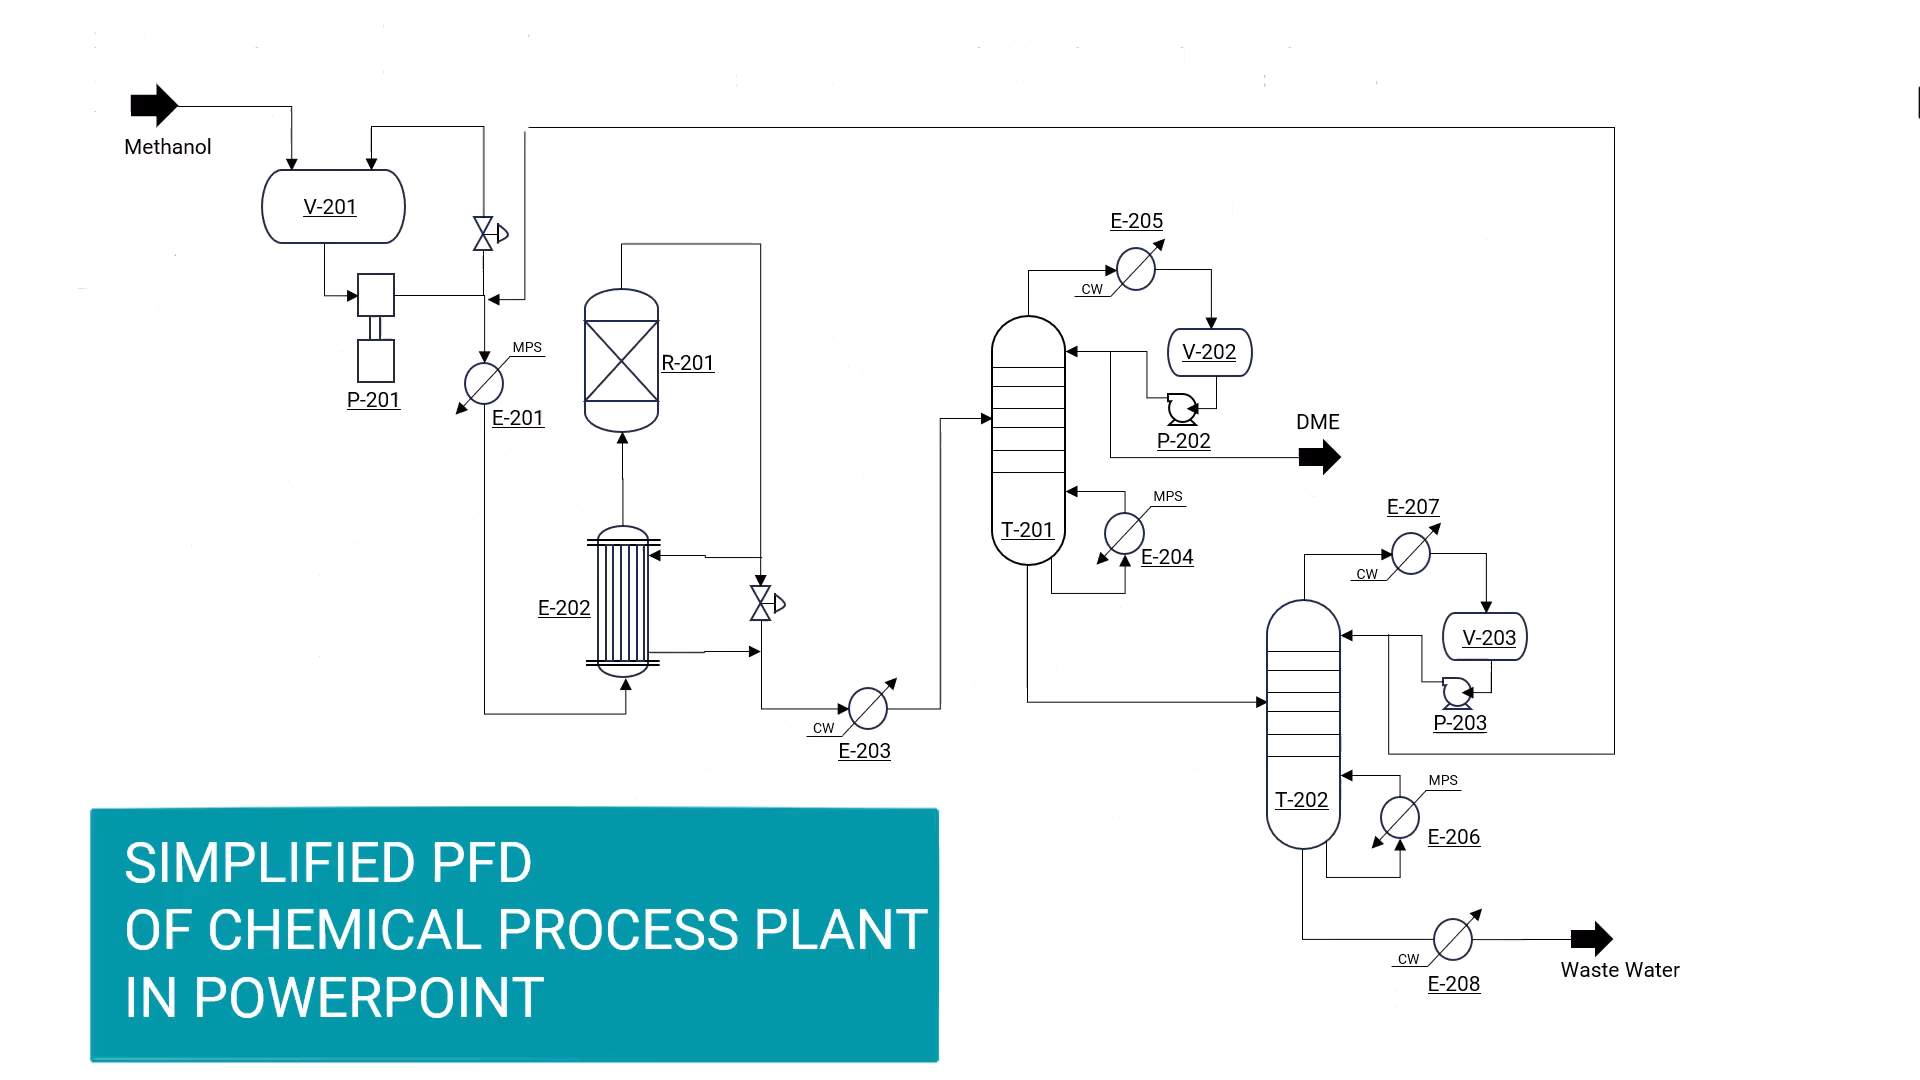 Methanol
V-201
P-201
MPS
E-201
R-201
E-202
CW
E-203
E-205
CW
V-202
P-202
DME
T-201
MPS
E-204
E-207
CW
V-203
P-203
T-202
MPS
E-206
CW
E-208
Waste Water
SIMPLIFIED PFD
OF CHEMICAL PROCESS PLANT
IN POWERPOINT